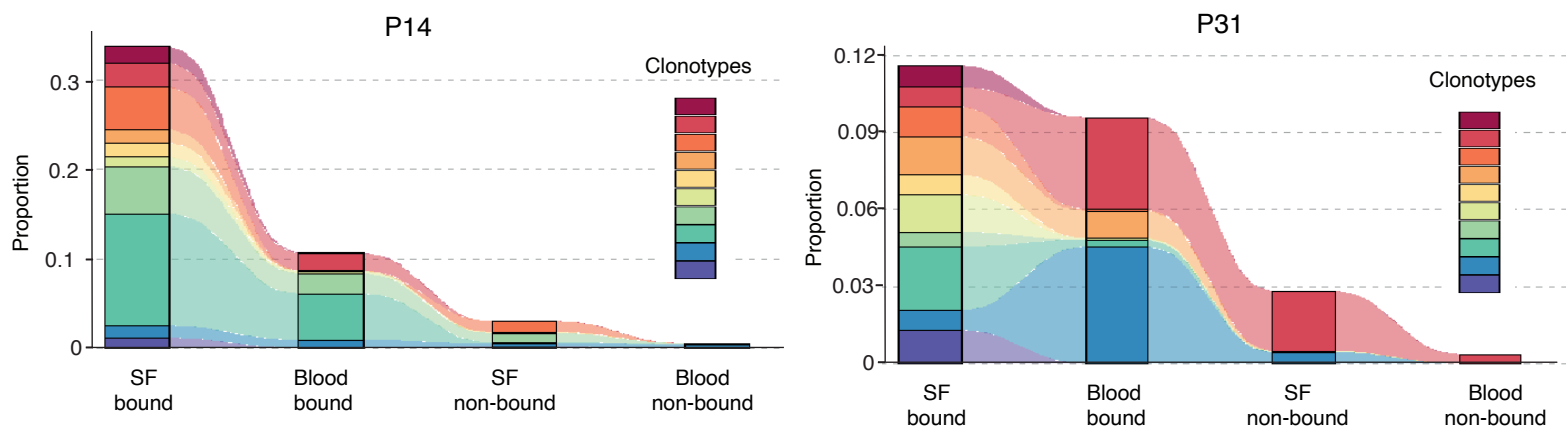 P14
Proportion
0.3
0.2
0.1
0
Clonotypes
SF
bound
Blood
bound
SF
non-bound
Blood
non-bound
P31
Proportion
0.12
0.09
0.06
0.03
0
Clonotypes
SF
bound
Blood
bound
SF
non-bound
Blood
non-bound